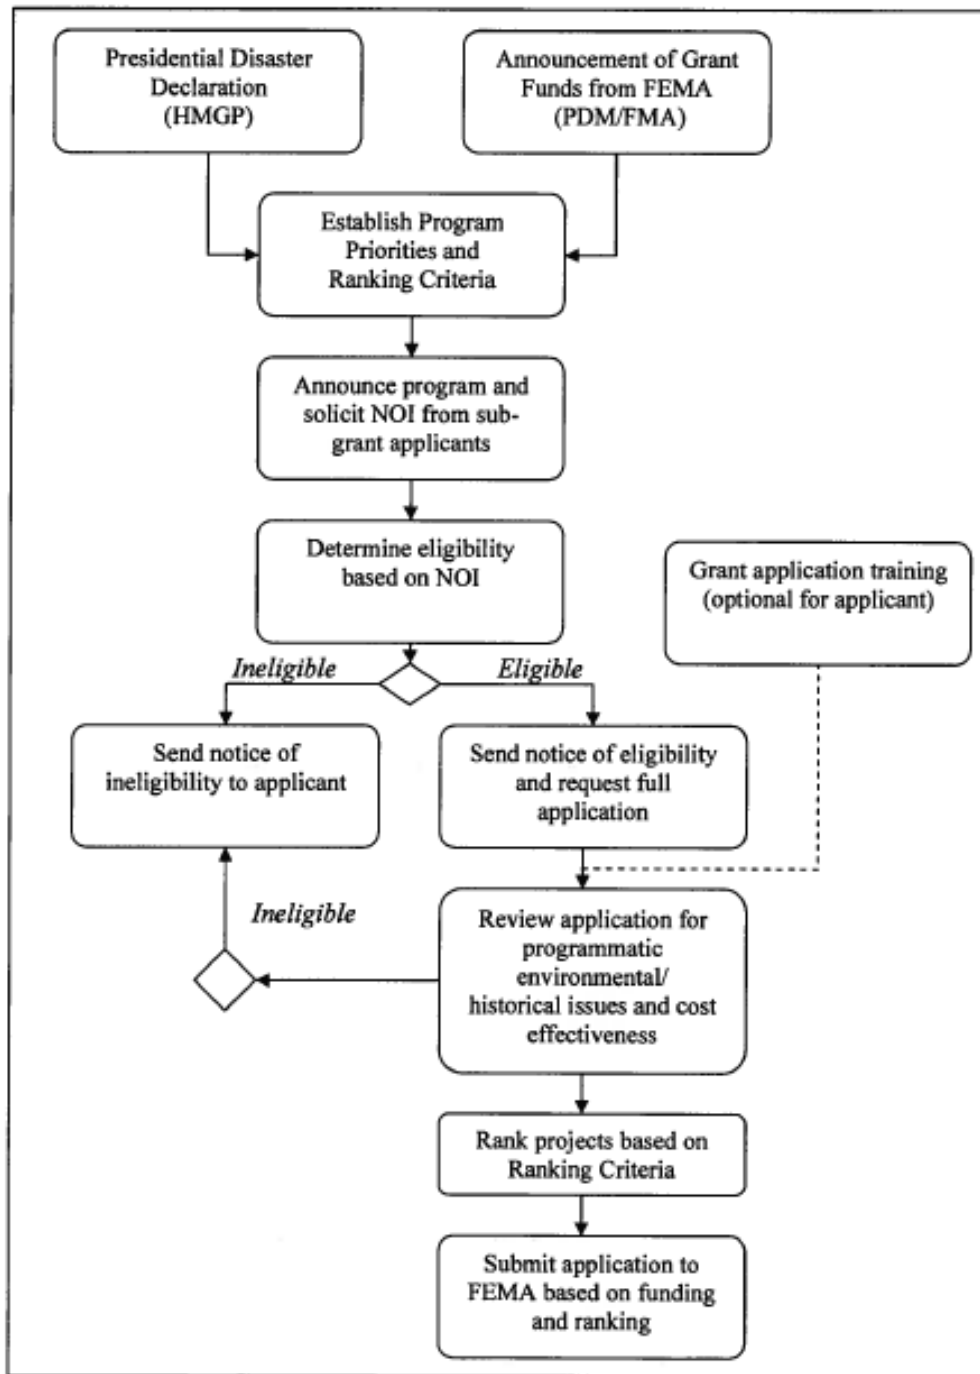 Presidential Disaster
Declaration
(HMGP)
Announcement of Grant
Funds from FEMA
(PDM/FMA)
Establish Program
Priorities and
Ranking Criteria
Announce program and
solicit NOI from sub-
grant applicants
Determine eligibility
based on NOI
Grant application training
(optional for applicant)
Ineligible
Eligible
Send notice of
ineligibility to applicant
Send notice of eligibility
and request full
application
Ineligible
Review application for
programmatic
environmental/
historical issues and cost
effectiveness
Rank projects based on
Ranking Criteria
Submit application to
FEMA based on funding
and ranking